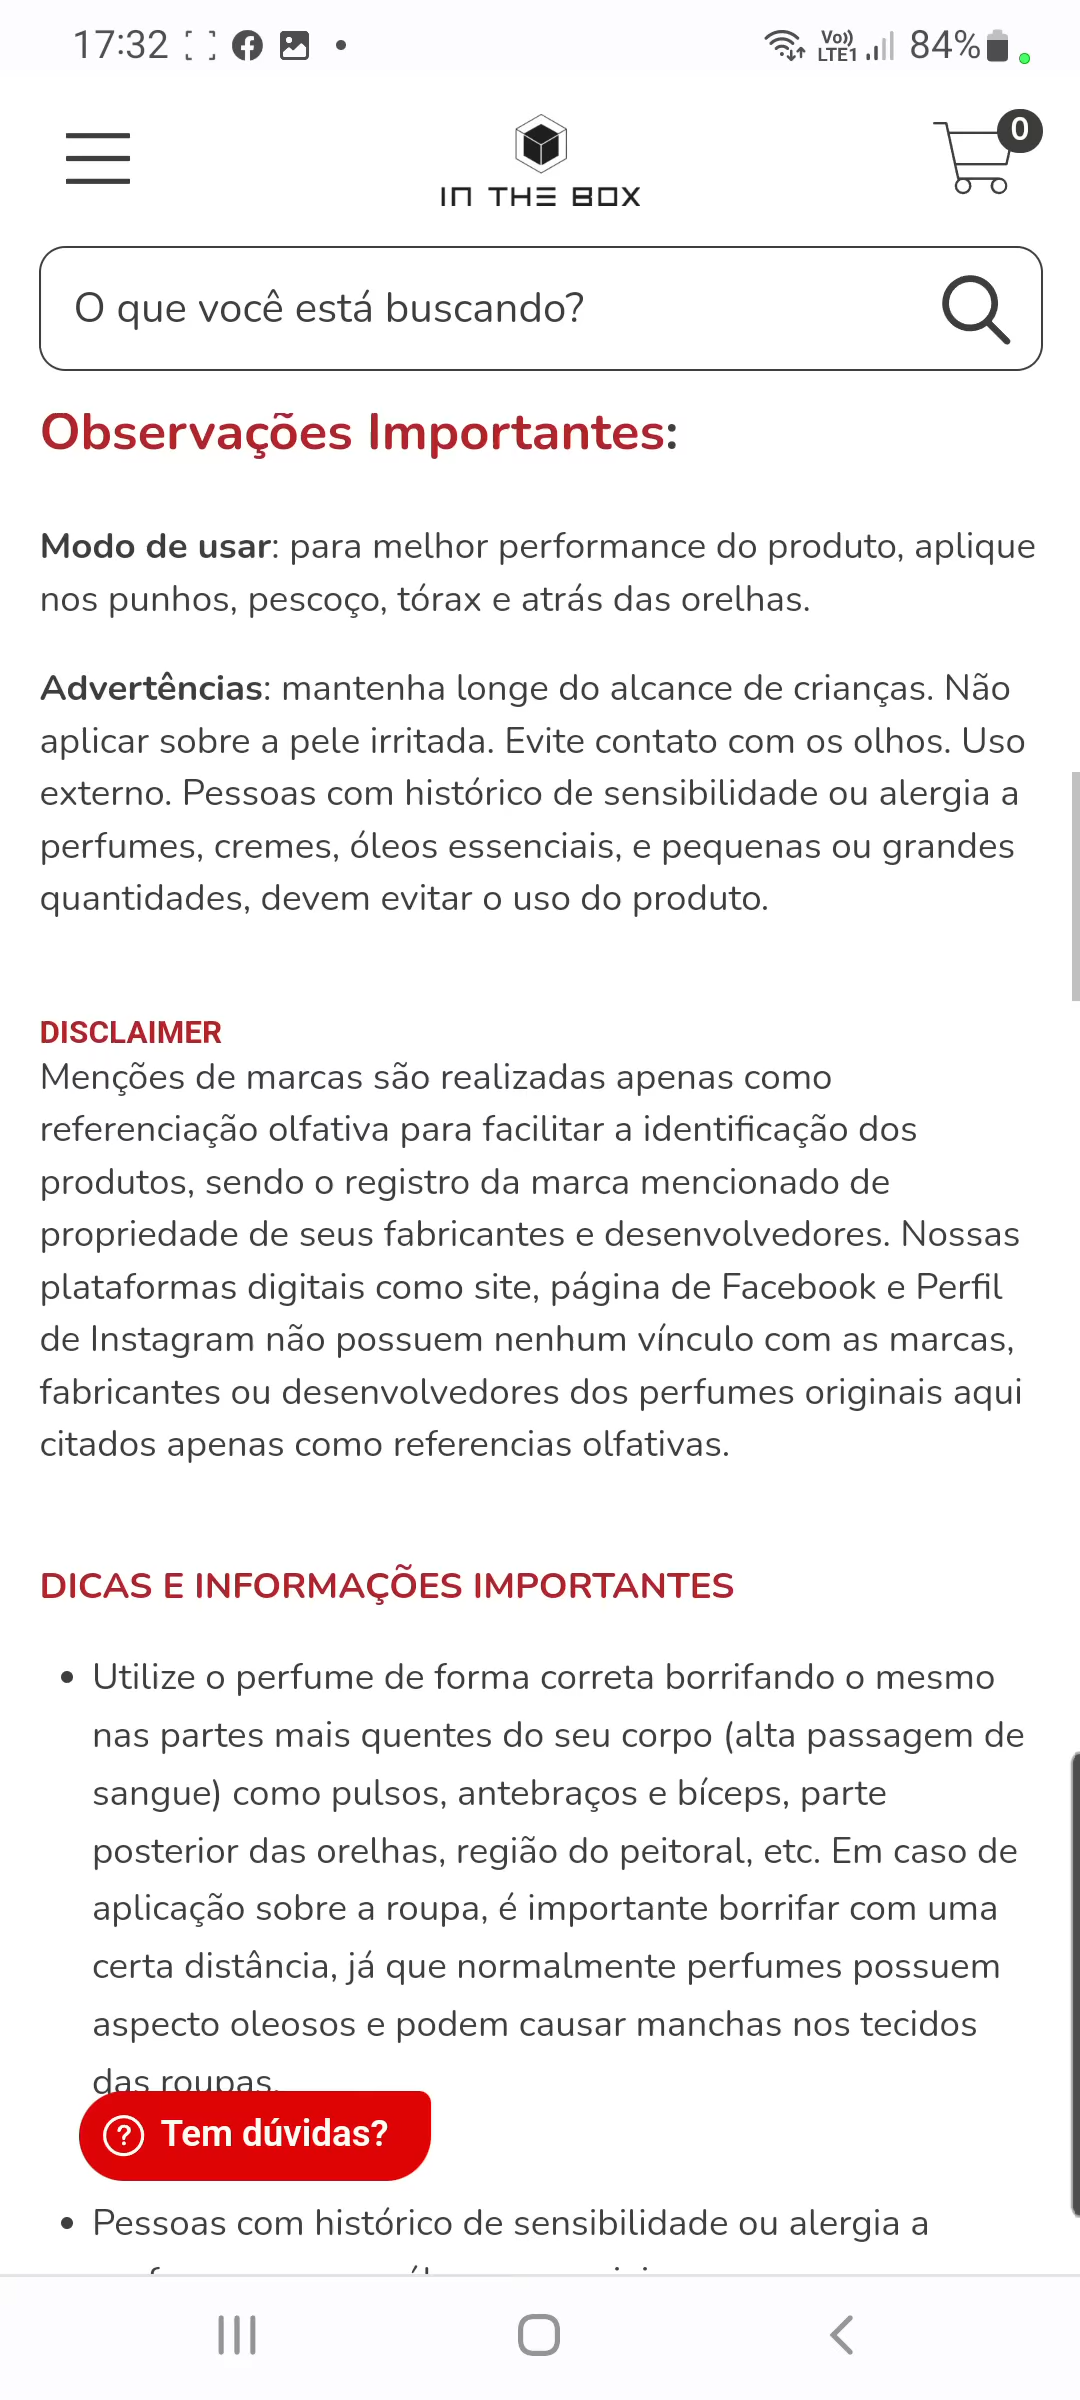 17:32
Vo))
LTE1
84%
0
IN THE BOX
O que você está buscando?
Observações Importantes:
Modo de usar: para melhor performance do produto, aplique
nos punhos, pescoço, tórax e atrás das orelhas.
Advertências: mantenha longe do alcance de crianças. Não
aplicar sobre a pele irritada. Evite contato com os olhos. Uso
externo. Pessoas com histórico de sensibilidade ou alergia a
perfumes, cremes, óleos essenciais, e pequenas ou grandes
quantidades, devem evitar o uso do produto.
DISCLAIMER
Menções de marcas são realizadas apenas como
referenciação olfativa para facilitar a identificação dos
produtos, sendo o registro da marca mencionado de
propriedade de seus fabricantes e desenvolvedores. Nossas
plataformas digitais como site, página de Facebook e Perfil
de Instagram não possuem nenhum vínculo com as marcas,
fabricantes ou desenvolvedores dos perfumes originais aqui
citados apenas como referencias olfativas.
DICAS E INFORMAÇÕES IMPORTANTES
• Utilize o perfume de forma correta borrifando o mesmo
nas partes mais quentes do seu corpo (alta passagem de
sangue) como pulsos, antebraços e bíceps, parte
posterior das orelhas, região do peitoral, etc. Em caso de
aplicação sobre a roupa, é importante borrifar com uma
certa distância, já que normalmente perfumes possuem
aspecto oleosos e podem causar manchas nos tecidos
das roupas.
? Tem dúvidas?
• Pessoas com histórico de sensibilidade ou alergia a